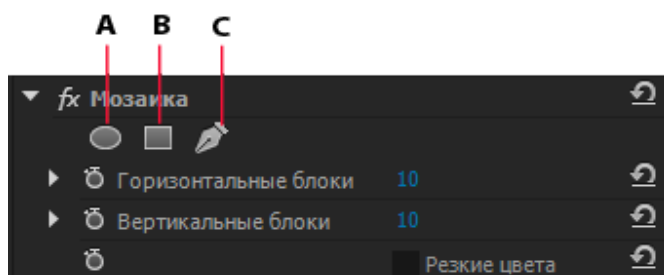 A B C
fx Мозаика
Горизонтальные блоки 10
Вертикальные блоки 10
Резкие цвета